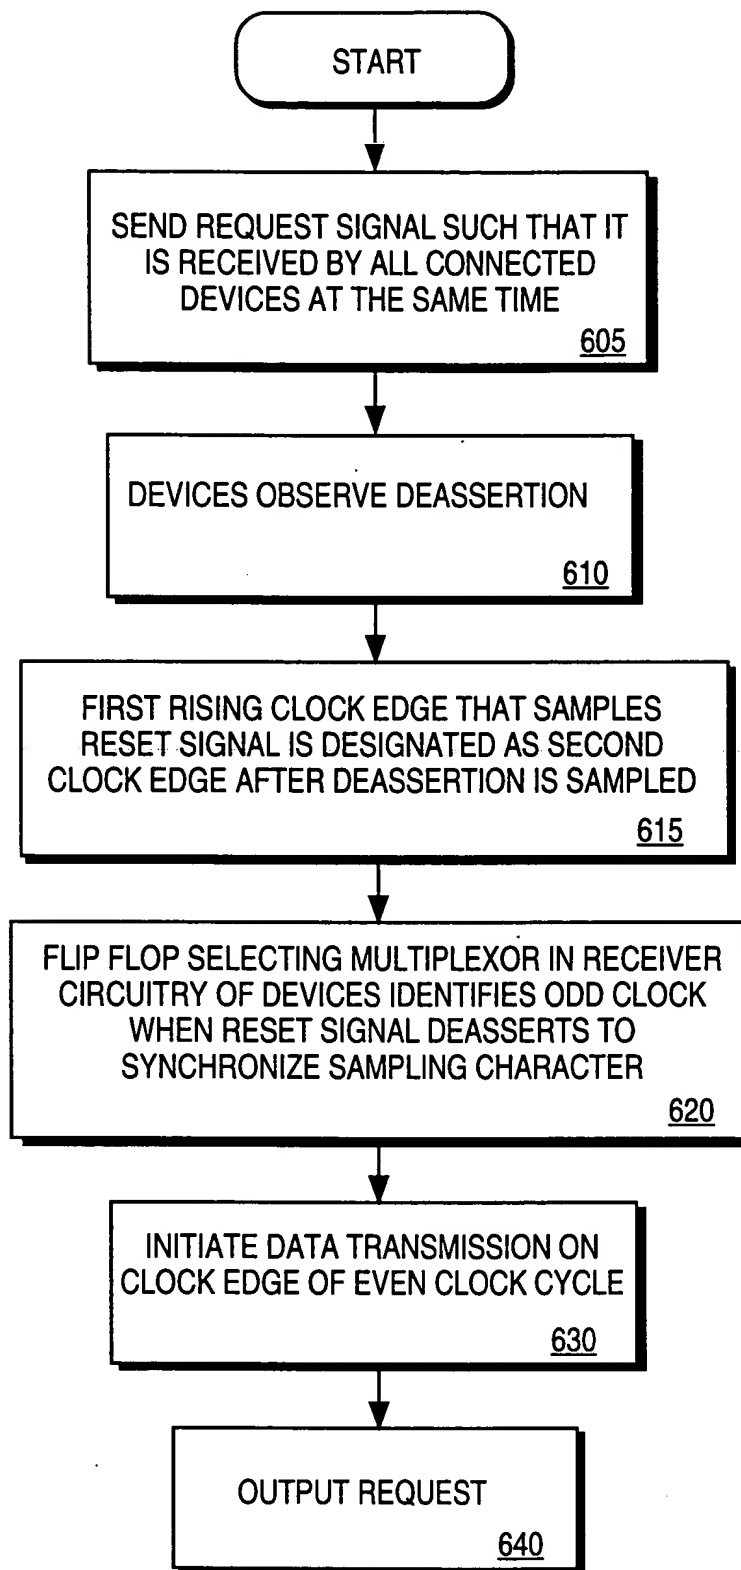 START
SEND REQUEST SIGNAL SUCH THAT IT
IS RECEIVED BY ALL CONNECTED
DEVICES AT THE SAME TIME
605
DEVICES OBSERVE DEASSERTION
610
FIRST RISING CLOCK EDGE THAT SAMPLES
RESET SIGNAL IS DESIGNATED AS SECOND
CLOCK EDGE AFTER DEASSERTION IS SAMPLED
615
FLIP FLOP SELECTING MULTIPLEXOR IN RECEIVER
CIRCUITRY OF DEVICES IDENTIFIES ODD CLOCK
WHEN RESET SIGNAL DEASSERTS TO
SYNCHRONIZE SAMPLING CHARACTER
620
INITIATE DATA TRANSMISSION ON
CLOCK EDGE OF EVEN CLOCK CYCLE
630
OUTPUT REQUEST
640